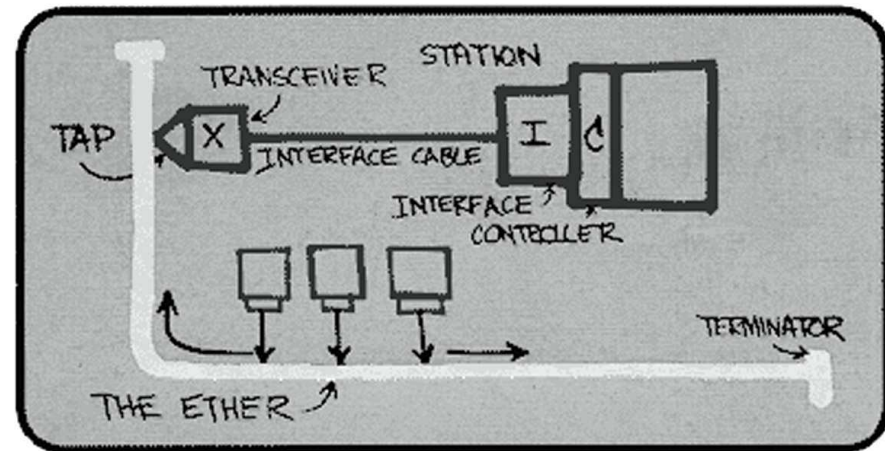 STATION
TRANSCEIVER
TAP
X
I
C
INTERFACE CABLE
INTERFACE
CONTROLLER
TERMINATOR
THE ETHER